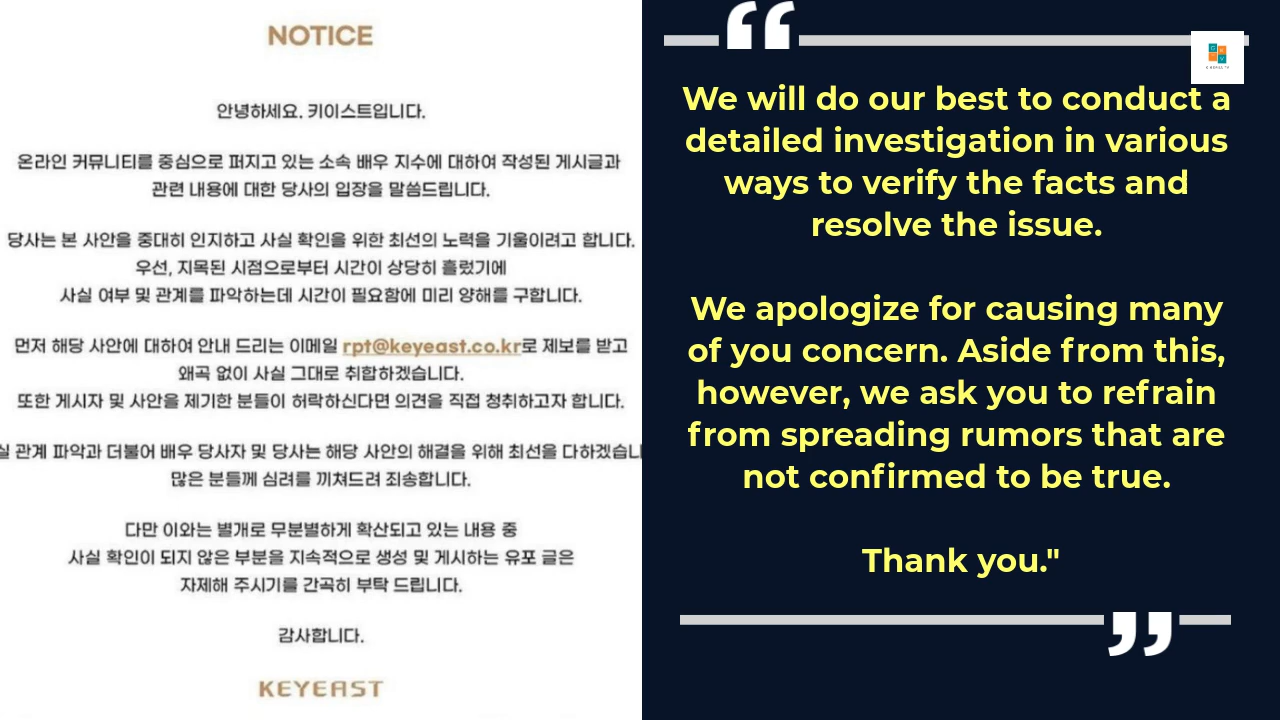 NOTICE
안녕하세요. 키이스트입니다.
온라인 커뮤니티를 중심으로 퍼지고 있는 소속 배우 지수에 대하여 작성된 게시글과
관련 내용에 대한 당사의 입장을 말씀드립니다.
당사는 본 사안을 중대히 인지하고 사실 확인을 위한 최선의 노력을 기울이려고 합니다.
우선, 지목된 시점으로부터 시간이 상당히 흘렀기에
사실 여부 및 관계를 파악하는데 시간이 필요함에 미리 양해를 구합니다.
먼저 해당 사안에 대하여 안내 드리는 이메일 rpt@keyeast.co.kr로 제보를 받고
왜곡 없이 사실 그대로 취합하겠습니다.
또한 게시자 및 사안을 제기한 분들이 허락하신다면 의견을 직접 청취하고자 합니다.
실 관계 파악과 더불어 배우 당사자 및 당사는 해당 사안의 해결을 위해 최선을 다하겠습니
많은 분들께 심려를 끼쳐드려 죄송합니다.
다만 이와는 별개로 무분별하게 확산되고 있는 내용 중
사실 확인이 되지 않은 부분을 지속적으로 생성 및 게시하는 유포 글은
자제해 주시기를 간곡히 부탁 드립니다.
감사합니다.
KEYEAST
“
We will do our best to conduct a
detailed investigation in various
ways to verify the facts and
resolve the issue.
We apologize for causing many
of you concern. Aside from this,
however, we ask you to refrain
from spreading rumors that are
not confirmed to be true.
Thank you."
”